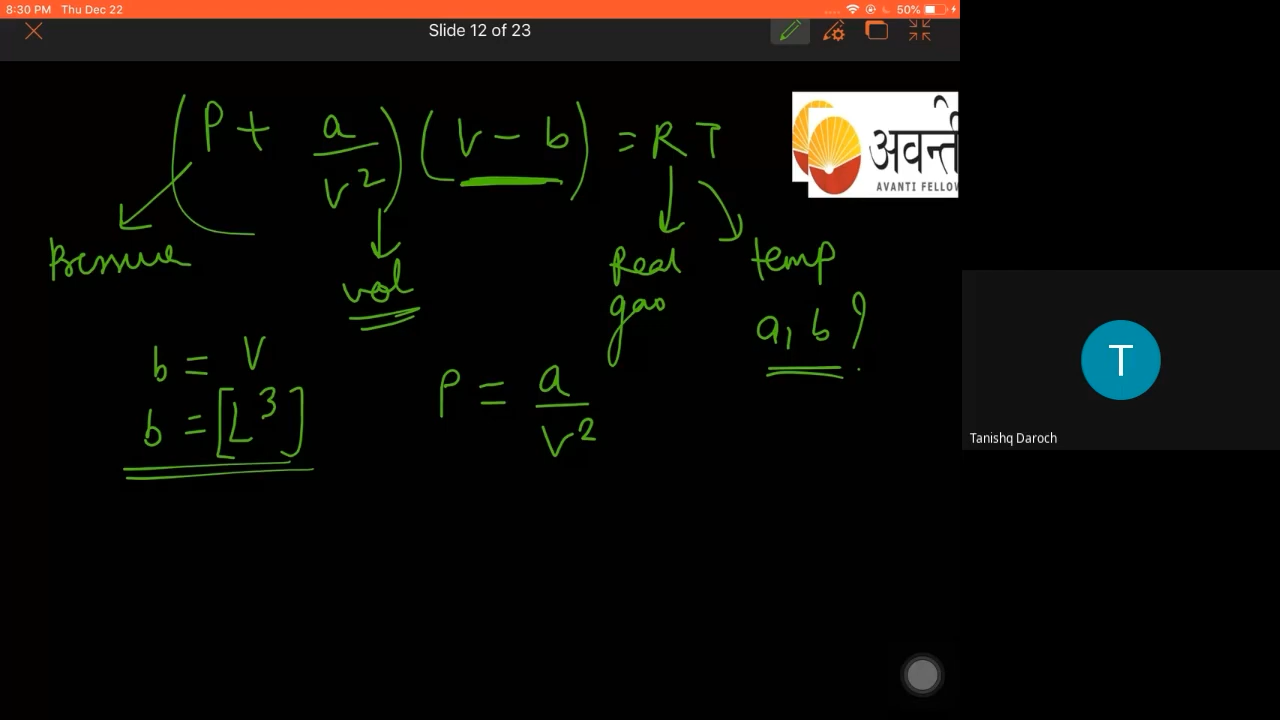 8:30 PM Thu Dec 22
50%
Slide 12 of 23
(P + a/v²) (v - b) = RT
अवन्त
AVANTI FELLOW
Pressure
vol
Real gas
temp
a, b ?
b = V
b = [L³]
P = a/v²
T
Tanishq Daroch